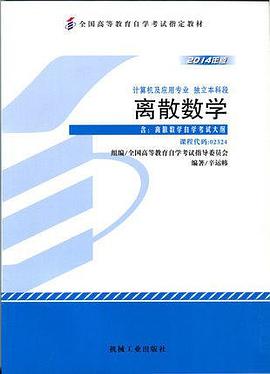 全国高等教育自学考试指定教材
2014年版
计算机及应用专业 独立本科段
离散数学
含：离散数学自学考试大纲
课程代码:02324
组编/全国高等教育自学考试指导委员会
编著/辛运帏
机械工业出版社